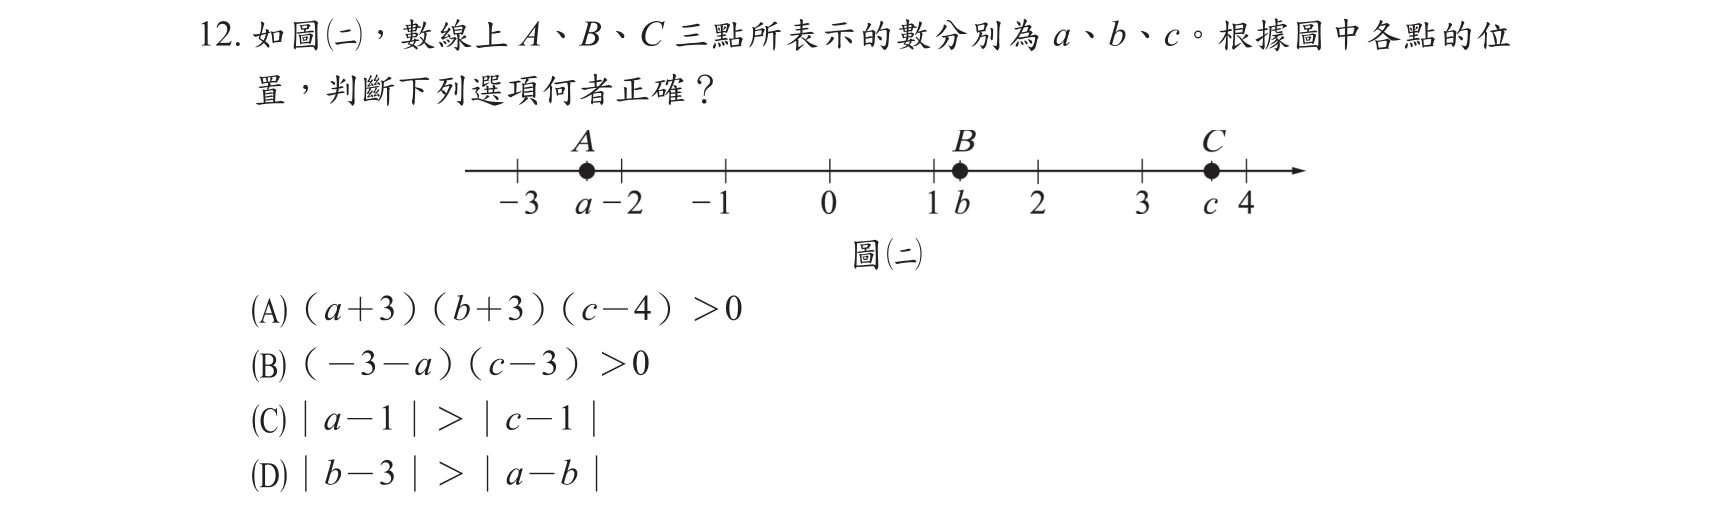 12. 如圖㈡，數線上 A、B、C 三點所表示的數分別為 a、b、c。根據圖中各點的位
置，判斷下列選項何者正確？
A B C
−3 a −2 −1 0 1 b 2 3 c 4
圖㈡
(A)（a＋3）（b＋3）（c－4）＞0
(B)（－3－a）（c－3）＞0
(C)｜a－1｜＞｜c－1｜
(D)｜b－3｜＞｜a－b｜